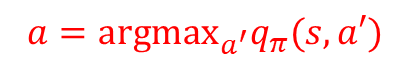 a = argmax_{a′} q_π(s, a′)